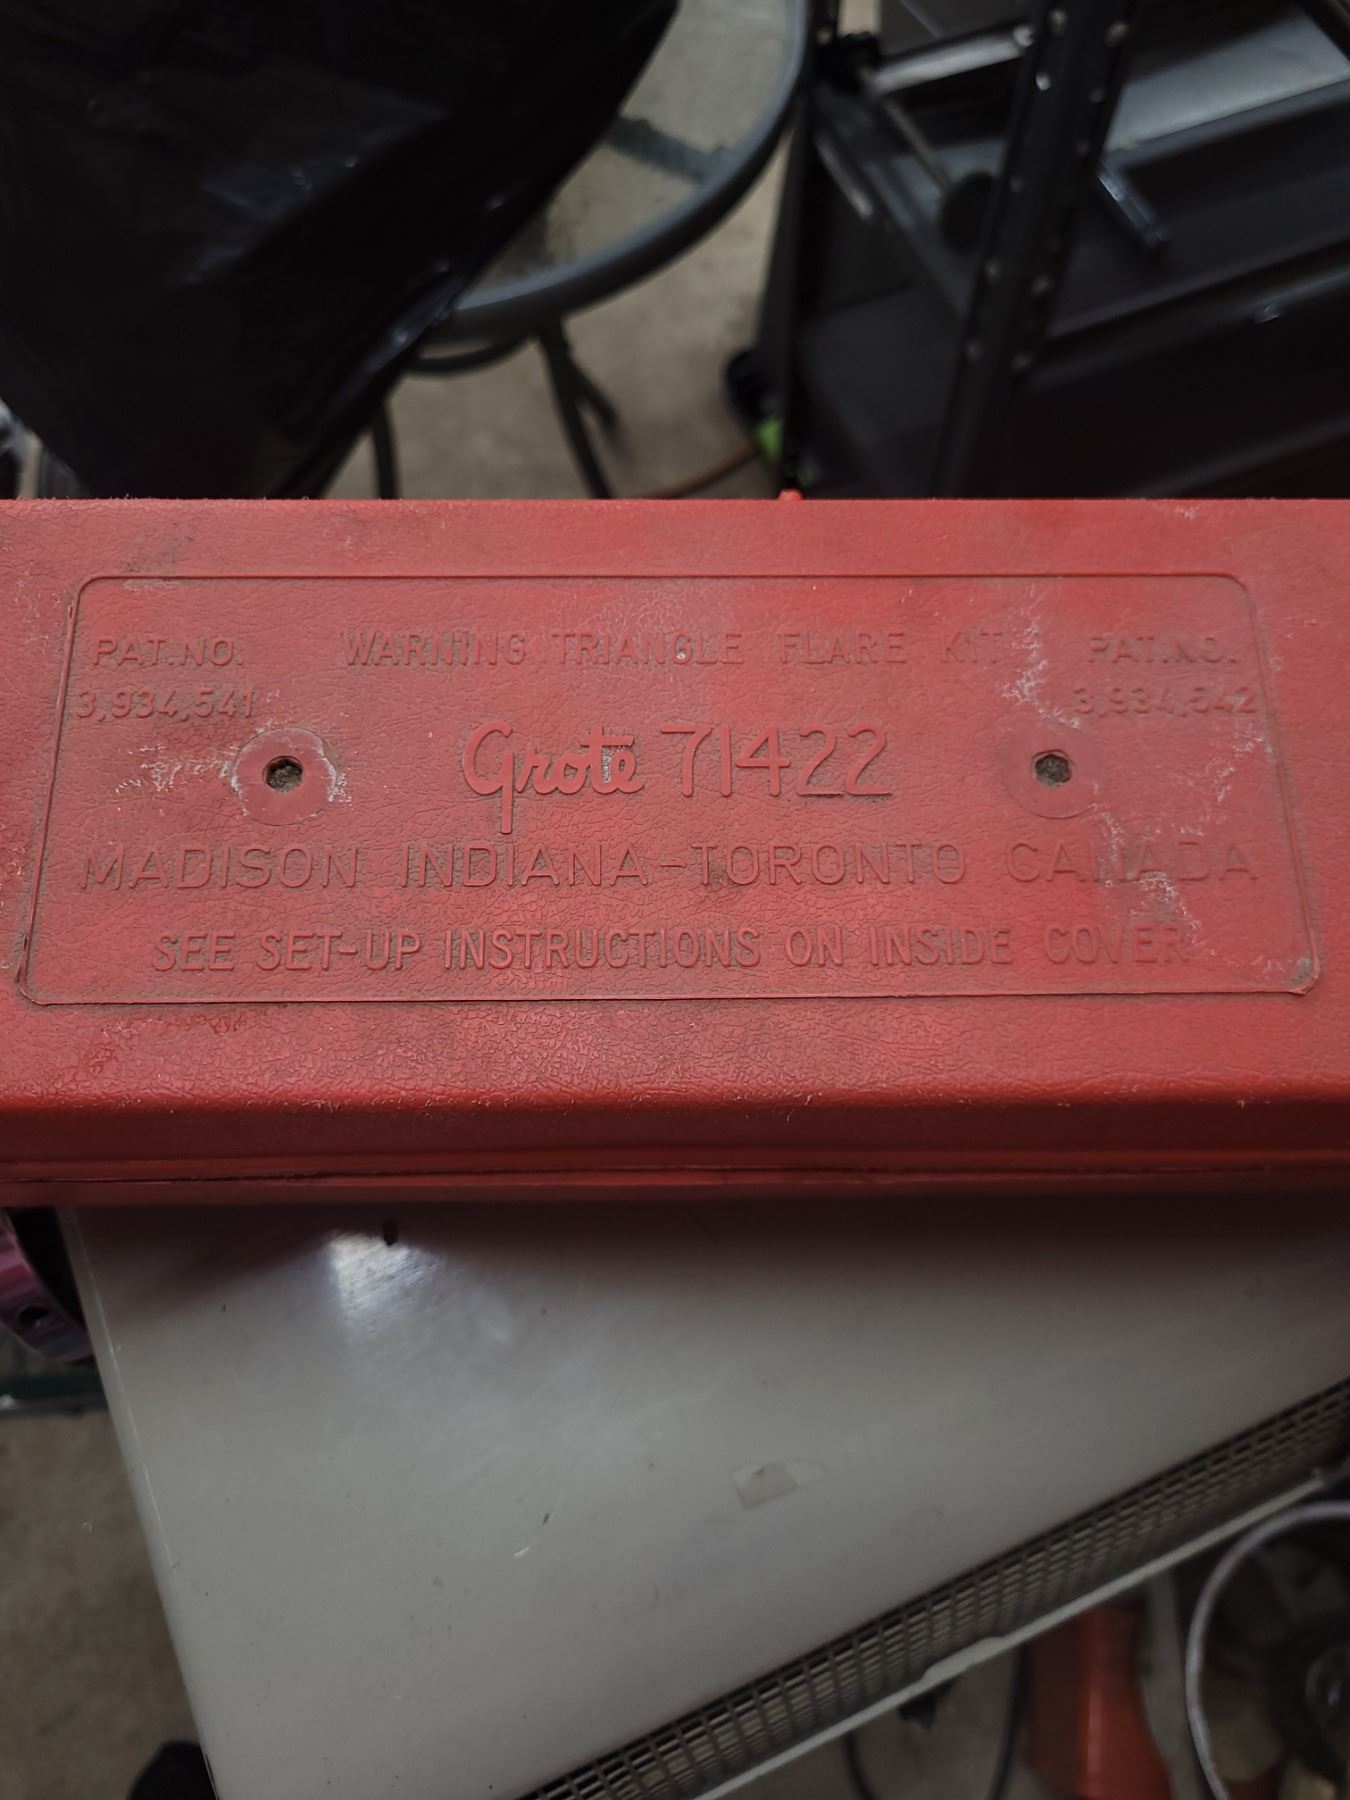 PAT. NO. WARNING TRIANGLE FLARE KIT PAT. NO.
3,934,541 3,934,542
Grote 71422
MADISON INDIANA-TORONTO CANADA
SEE SET-UP INSTRUCTIONS ON INSIDE COVER